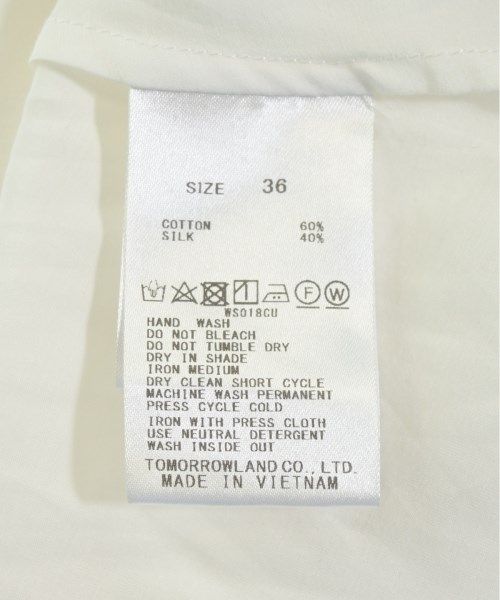 SIZE 36
COTTON 60%
SILK 40%
F W
WS018CU
HAND WASH
DO NOT BLEACH
DO NOT TUMBLE DRY
DRY IN SHADE
IRON MEDIUM
DRY CLEAN SHORT CYCLE
MACHINE WASH PERMANENT
PRESS CYCLE COLD
IRON WITH PRESS CLOTH
USE NEUTRAL DETERGENT
WASH INSIDE OUT
TOMORROWLAND CO., LTD.
MADE IN VIETNAM